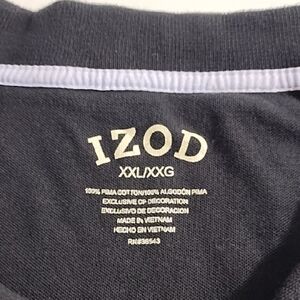 IZOD
XXL/XXG
100% PIMA COTTON/100% ALGODÓN PIMA
EXCLUSIVE OF DECORATION
EXCLUSIVO DE DECORACION
MADE IN VIETNAM
HECHO EN VIETNAM
RN#36543